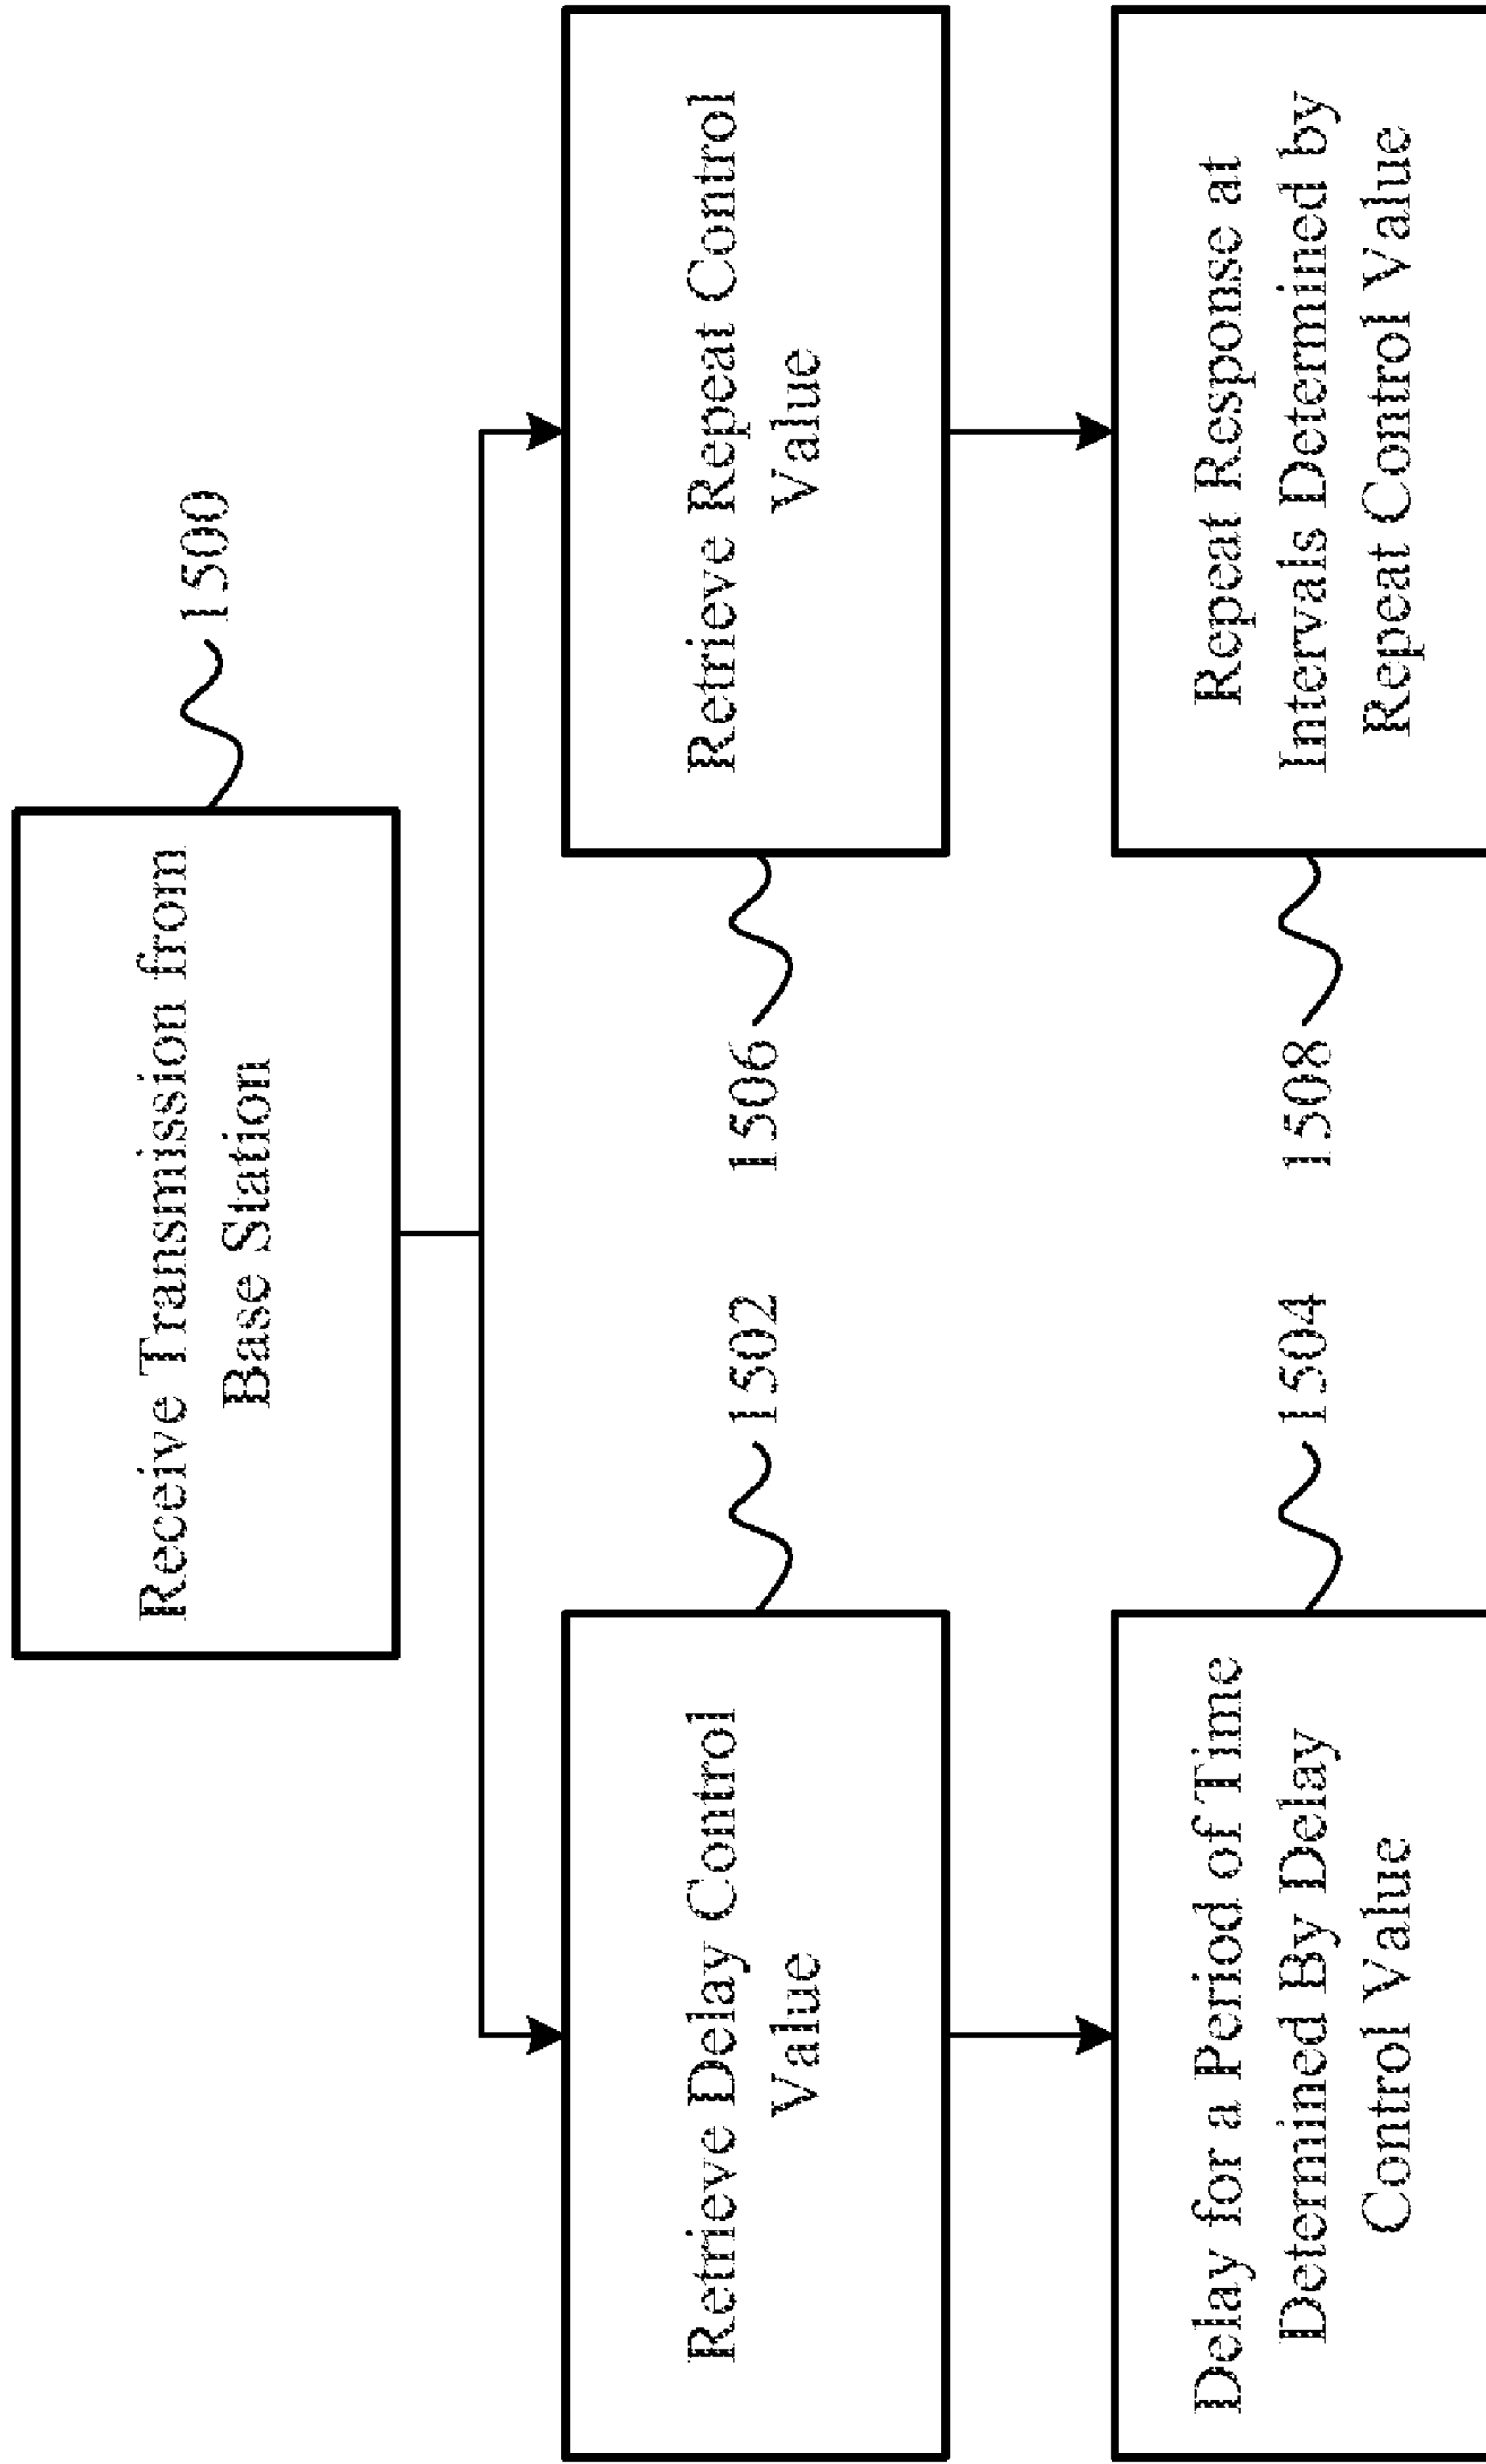 Receive Transmission from
Base Station
1500
Retrieve Delay Control
Value
1502
1506
Retrieve Repeat Control
Value
Delay for a Period of Time
Determined By Delay
Control Value
1504
1508
Repeat Response at
Intervals Determined by
Repeat Control Value